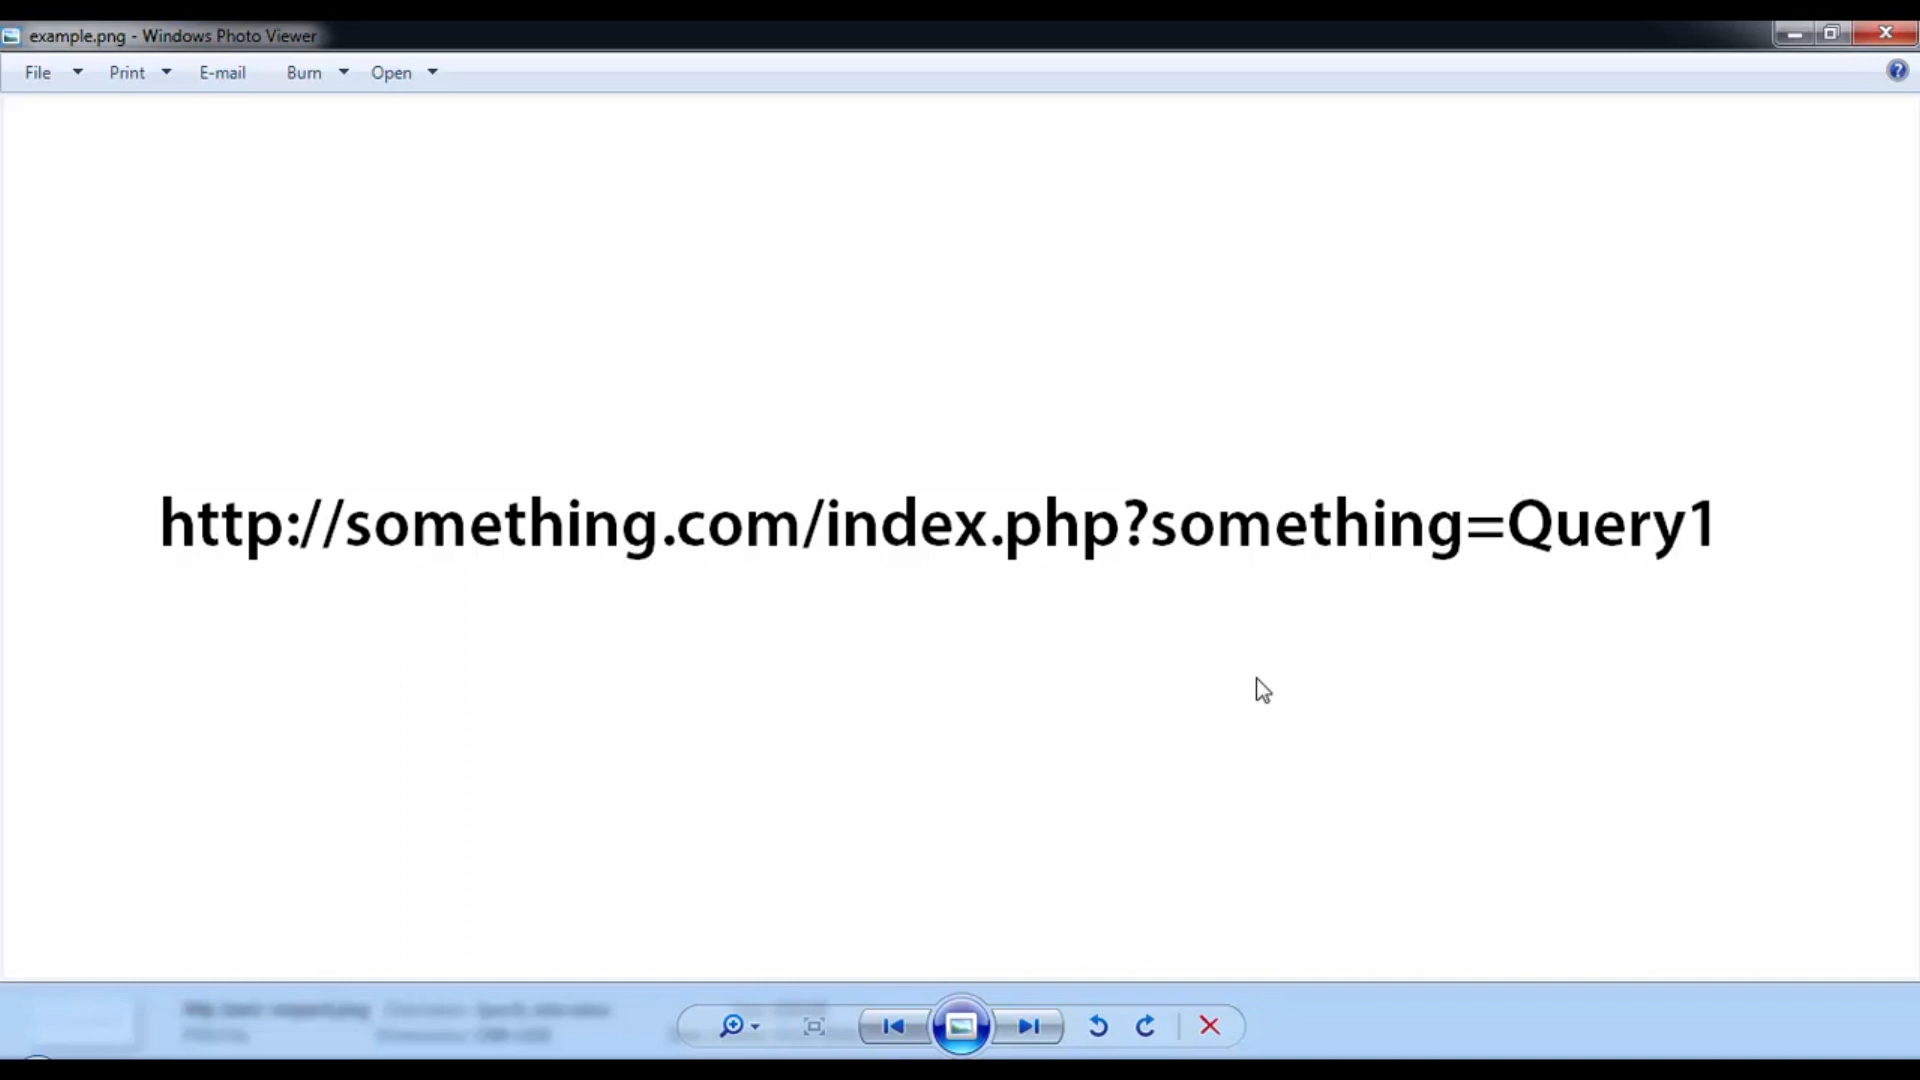 example.png - Windows Photo Viewer
File Print E-mail Burn Open
http://something.com/index.php?something=Query1